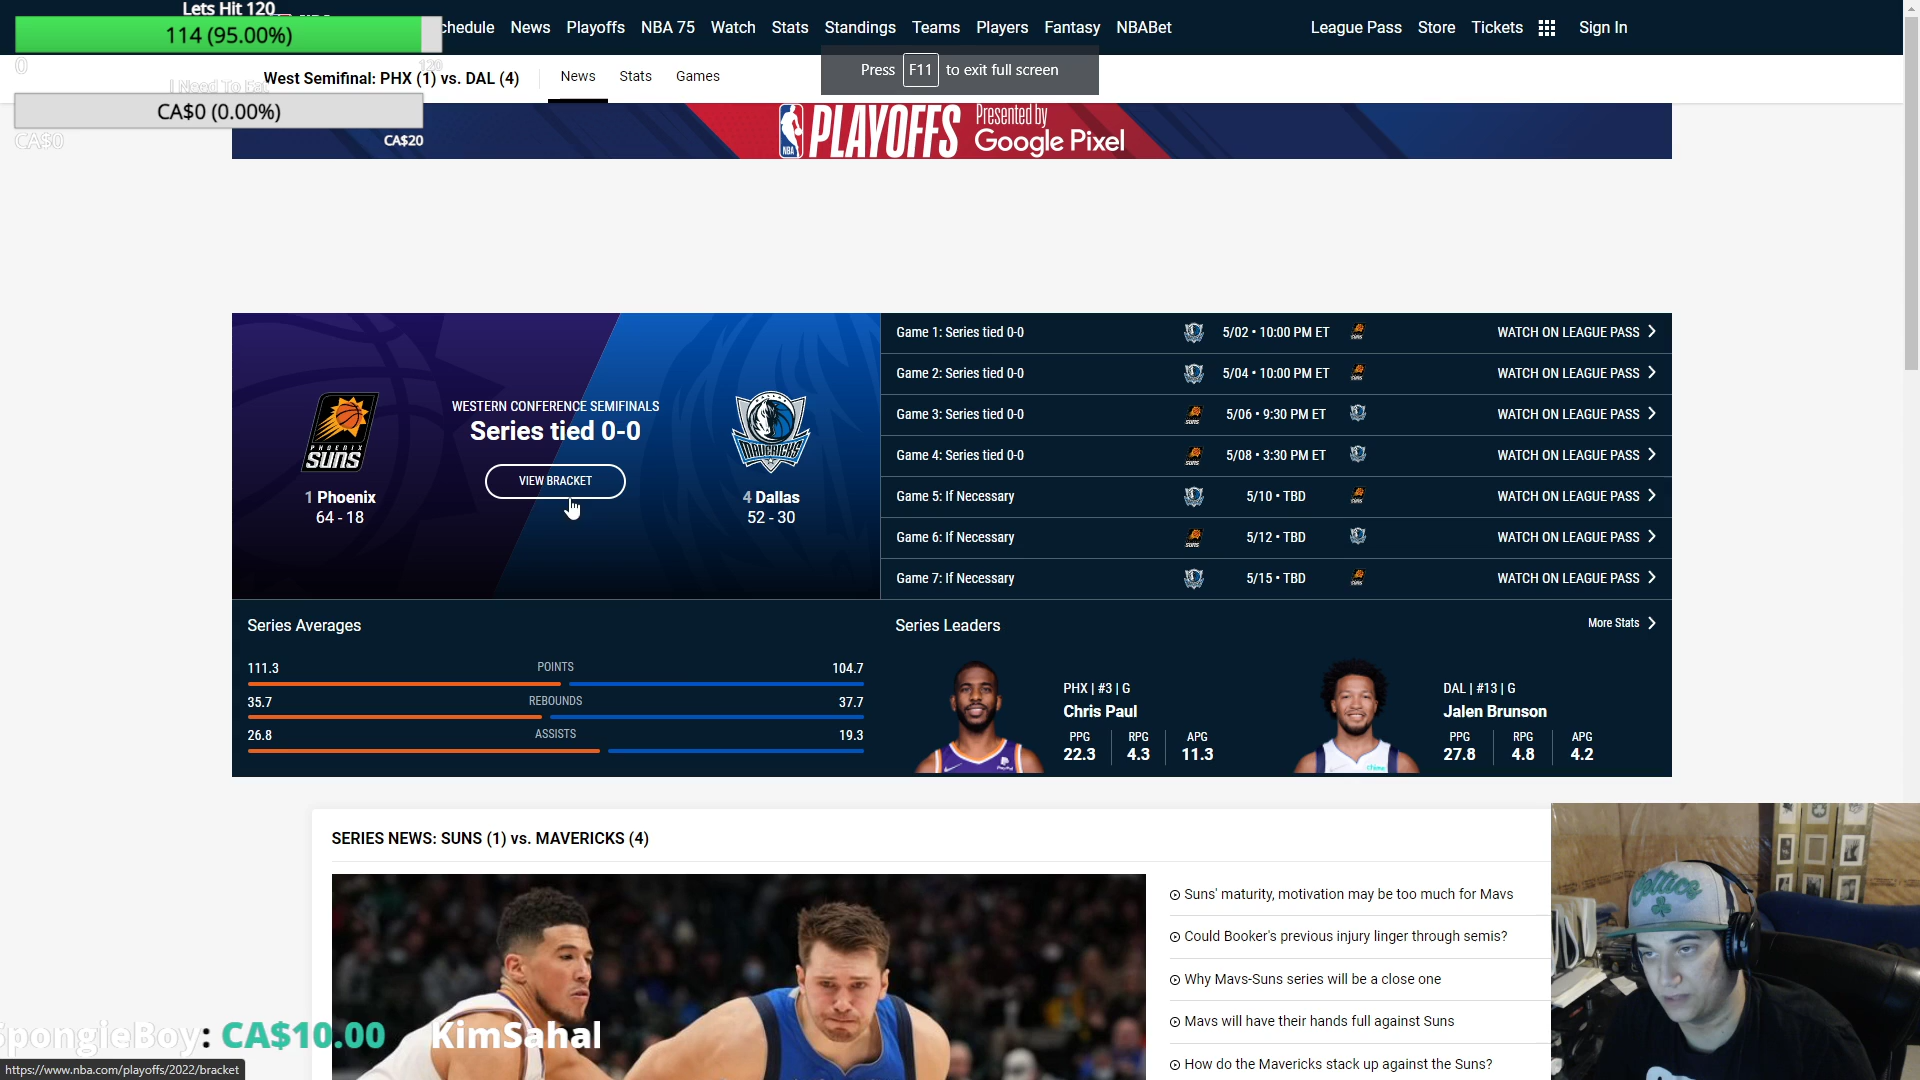 Lets Hit 120
114 (95.00%)
0
120
I Need To Eat
CA$0 (0.00%)
CA$0
CA$20
chedule News Playoffs NBA 75 Watch Stats Standings Teams Players Fantasy NBABet League Pass Store Tickets Sign In
West Semifinal: PHX (1) vs. DAL (4) News Stats Games
Press F11 to exit full screen
NBA PLAYOFFS Presented by
Google Pixel
WESTERN CONFERENCE SEMIFINALS
Series tied 0-0
VIEW BRACKET
PHOENIX
SUNS
1 Phoenix
64 - 18
MAVERICKS
4 Dallas
52 - 30
Game 1: Series tied 0-0 5/02 • 10:00 PM ET WATCH ON LEAGUE PASS
Game 2: Series tied 0-0 5/04 • 10:00 PM ET WATCH ON LEAGUE PASS
Game 3: Series tied 0-0 5/06 • 9:30 PM ET WATCH ON LEAGUE PASS
Game 4: Series tied 0-0 5/08 • 3:30 PM ET WATCH ON LEAGUE PASS
Game 5: If Necessary 5/10 • TBD WATCH ON LEAGUE PASS
Game 6: If Necessary 5/12 • TBD WATCH ON LEAGUE PASS
Game 7: If Necessary 5/15 • TBD WATCH ON LEAGUE PASS
Series Averages
111.3 POINTS 104.7
35.7 REBOUNDS 37.7
26.8 ASSISTS 19.3
Series Leaders More Stats
PHX | #3 | G
Chris Paul
PPG RPG APG
22.3 4.3 11.3
DAL | #13 | G
Jalen Brunson
PPG RPG APG
27.8 4.8 4.2
SERIES NEWS: SUNS (1) vs. MAVERICKS (4)
Suns' maturity, motivation may be too much for Mavs
Could Booker's previous injury linger through semis?
Why Mavs-Suns series will be a close one
Mavs will have their hands full against Suns
How do the Mavericks stack up against the Suns?
Celtics
SpongieBoy: CA$10.00 KimSahal
https://www.nba.com/playoffs/2022/bracket